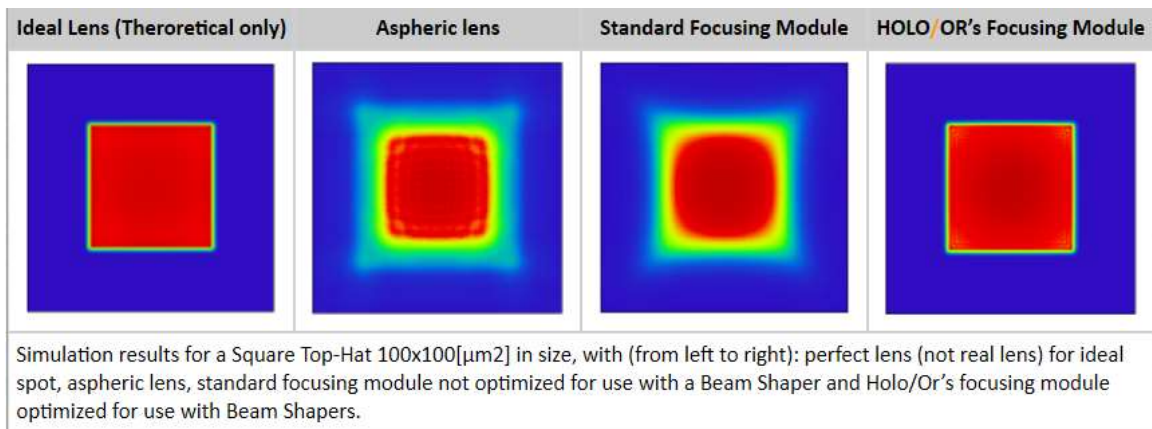 Ideal Lens (Theroretical only)
Aspheric lens
Standard Focusing Module
HOLO/OR's Focusing Module
Simulation results for a Square Top-Hat 100x100[µm2] in size, with (from left to right): perfect lens (not real lens) for ideal
spot, aspheric lens, standard focusing module not optimized for use with a Beam Shaper and Holo/Or's focusing module
optimized for use with Beam Shapers.